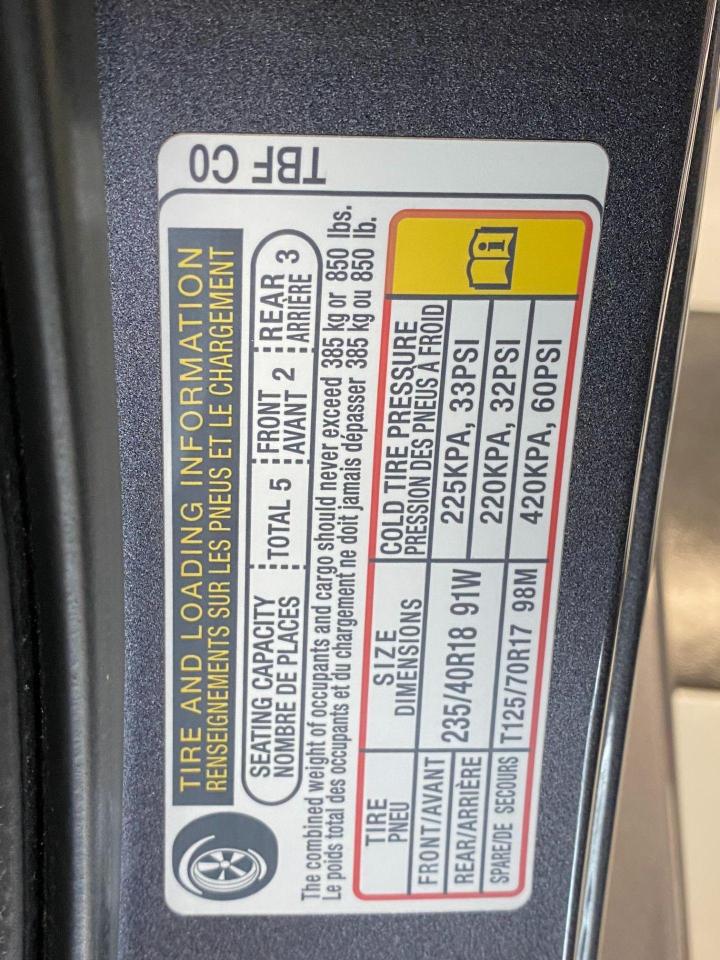 TBF C0
TIRE AND LOADING INFORMATION
RENSEIGNEMENTS SUR LES PNEUS ET LE CHARGEMENT
SEATING CAPACITY TOTAL 5 FRONT 2 REAR 3
NOMBRE DE PLACES AVANT ARRIÈRE
The combined weight of occupants and cargo should never exceed 385 kg or 850 lbs.
Le poids total des occupants et du chargement ne doit jamais dépasser 385 kg ou 850 lb.
TIRE SIZE COLD TIRE PRESSURE
PNEU DIMENSIONS PRESSION DES PNEUS À FROID
FRONT/AVANT 235/40R18 91W 225KPA, 33PSI
REAR/ARRIÈRE 220KPA, 32PSI
SPARE/DE SECOURS T125/70R17 98M 420KPA, 60PSI